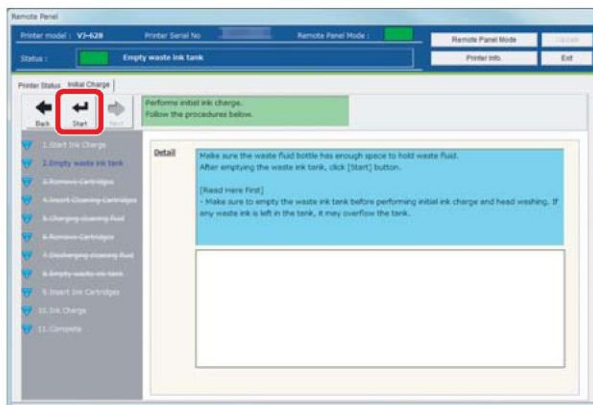 Remote Panel
Printer model : VJ-628 Printer Serial No Remote Panel Mode : Remote Panel Mode Update
Status : Empty waste ink tank Printer Info. Exit
Printer Status Initial Charge
Back Start Next
Performs initial ink charge.
Follow the procedures below.
1.Start Ink Charge
2.Empty waste ink tank
3.Remove Cartridges
4.Insert Cleaning Cartridges
5.Charging cleaning fluid
6.Remove Cartridges
7.Discharging cleaning fluid
8.Empty waste ink tank
9.Insert Ink Cartridges
10.Ink Charge
11.Complete
Detail
Make sure the waste fluid bottle has enough space to hold waste fluid.
After emptying the waste ink tank, click [Start] button.
[Read Here First]
- Make sure to empty the waste ink tank before performing initial ink charge and head washing. If
any waste ink is left in the tank, it may overflow the tank.